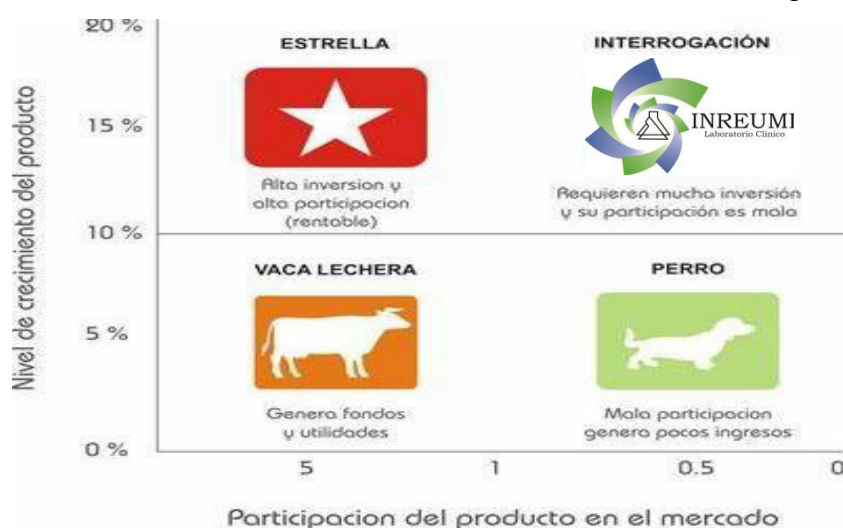 20 %
ESTRELLA
INTERROGACIÓN
INREUMI
Laboratorio Clínico
15 %
Alta inversion y
alta participacion
(rentable)
Requieren mucha inversión
y su participación es mala
10 %
Nivel de crecimiento del producto
VACA LECHERA
PERRO
5 %
Genera fondos
y utilidades
Mala participacion
genera pocos ingresos
0 %
5
1
0.5
0
Participacion del producto en el mercado